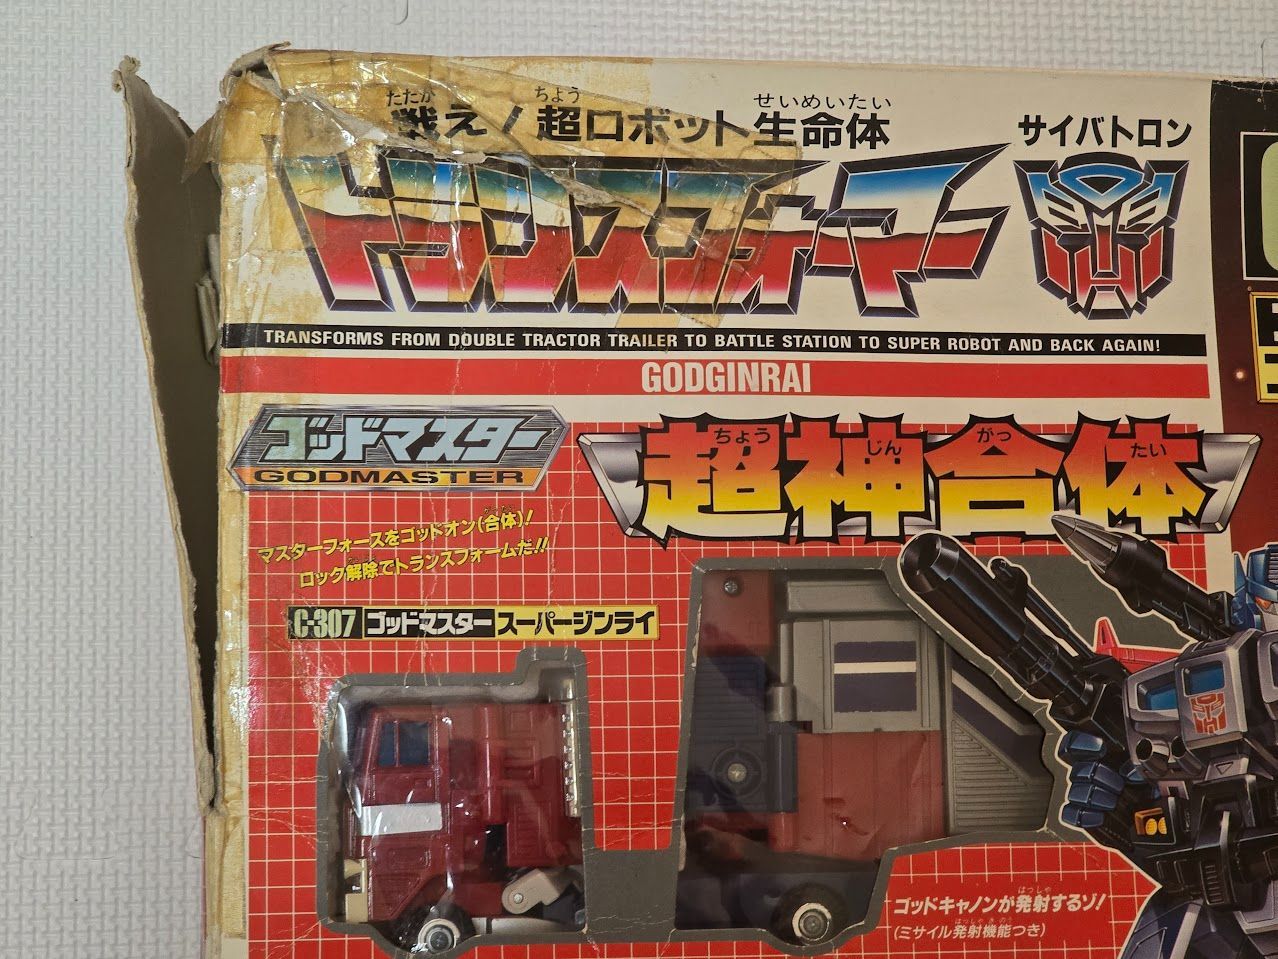 戦え!超ロボット生命体
トランスフォーマー
サイバトロン
TRANSFORMS FROM DOUBLE TRACTOR TRAILER TO BATTLE STATION TO SUPER ROBOT AND BACK AGAIN!
GODGINRAI
ゴッドマスター
GODMASTER
超神合体
マスターフォースをゴッドオン(合体)!
ロック解除でトランスフォームだ!!
C-307 ゴッドマスター スーパージンライ
ゴッドキャノンが発射するゾ!
(ミサイル発射機能つき)